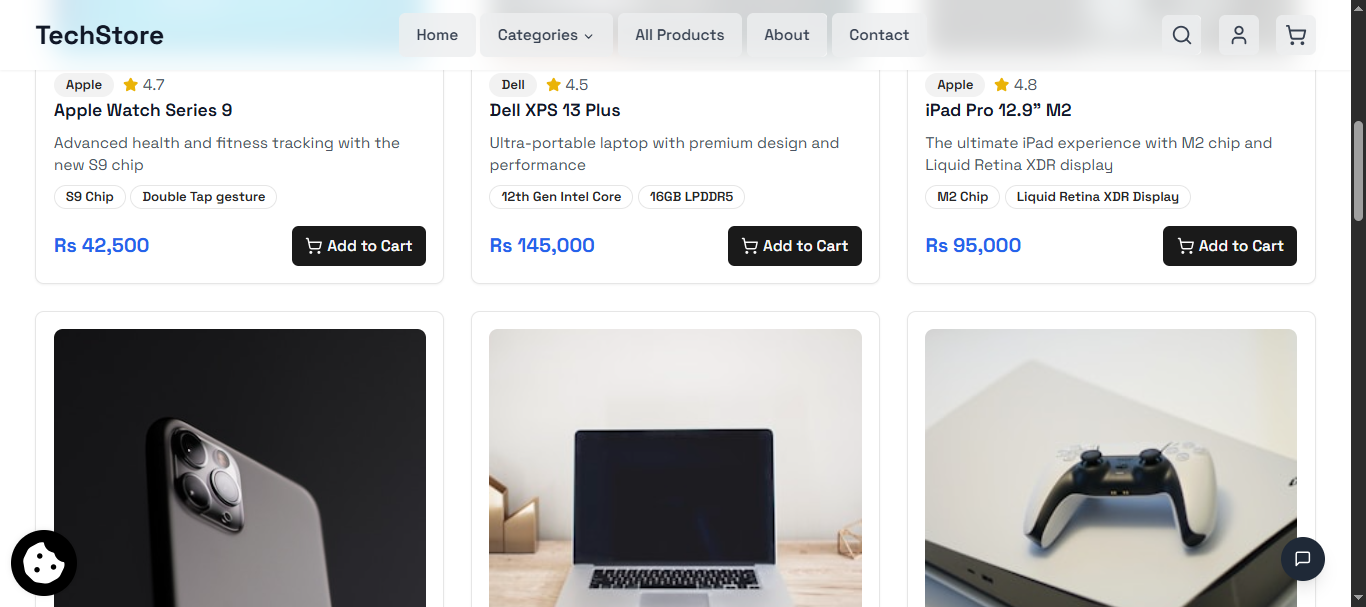 TechStore
Home
Categories
All Products
About
Contact
Apple 4.7
Apple Watch Series 9
Advanced health and fitness tracking with the
new S9 chip
S9 Chip
Double Tap gesture
Rs 42,500
Add to Cart
Dell 4.5
Dell XPS 13 Plus
Ultra-portable laptop with premium design and
performance
12th Gen Intel Core
16GB LPDDR5
Rs 145,000
Add to Cart
Apple 4.8
iPad Pro 12.9” M2
The ultimate iPad experience with M2 chip and
Liquid Retina XDR display
M2 Chip
Liquid Retina XDR Display
Rs 95,000
Add to Cart